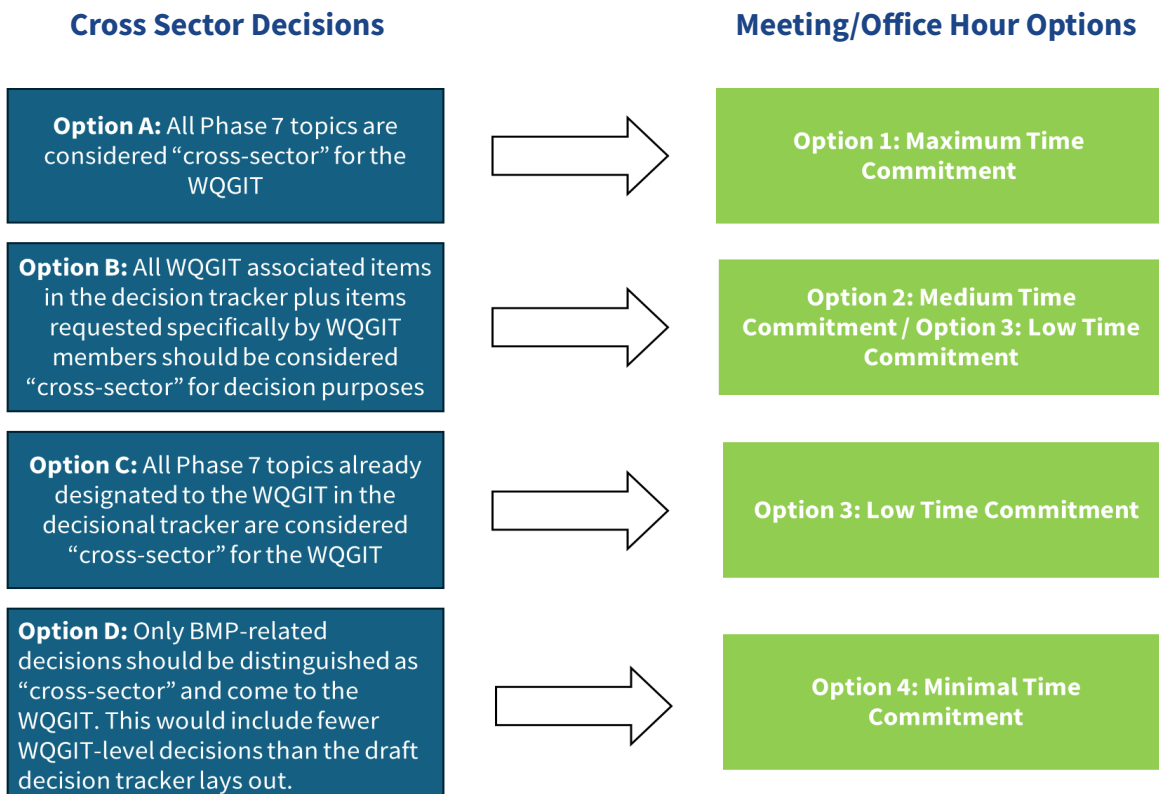 Cross Sector Decisions
Meeting/Office Hour Options
Option A: All Phase 7 topics are
considered “cross-sector” for the
WQGIT
Option 1: Maximum Time
Commitment
Option B: All WQGIT associated items
in the decision tracker plus items
requested specifically by WQGIT
members should be considered
“cross-sector” for decision purposes
Option 2: Medium Time
Commitment / Option 3: Low Time
Commitment
Option C: All Phase 7 topics already
designated to the WQGIT in the
decisional tracker are considered
“cross-sector” for the WQGIT
Option 3: Low Time Commitment
Option D: Only BMP-related
decisions should be distinguished as
“cross-sector” and come to the
WQGIT. This would include fewer
WQGIT-level decisions than the draft
decision tracker lays out.
Option 4: Minimal Time
Commitment